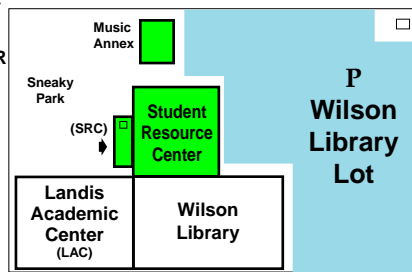 Music
Annex
R
Sneaky
Park
(SRC)
Student
Resource
Center
P
Wilson
Library
Lot
Landis
Academic
Center
(LAC)
Wilson
Library